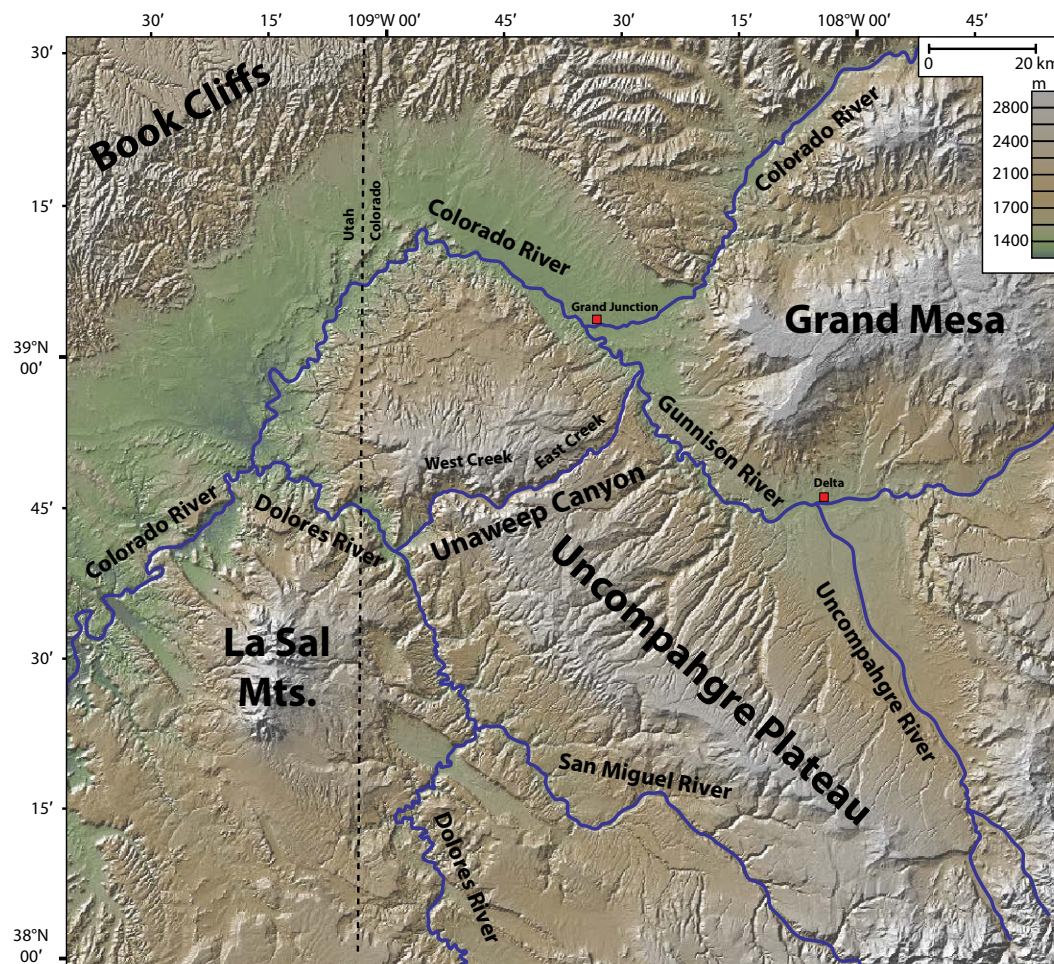 30'
15'
109°W 00'
45'
30'
15'
108°W 00'
45'
30'
0
20 km
m
2800
2400
2100
1700
1400
Book Cliffs
Colorado River
15'
Utah
Colorado
Colorado River
Grand Junction
Grand Mesa
39°N
00'
Gunnison River
West Creek
East Creek
Delta
45'
Colorado River
Dolores River
Unaweep Canyon
Uncompahgre Plateau
Uncompahgre River
30'
La Sal
Mts.
San Miguel River
15'
Dolores River
38°N
00'